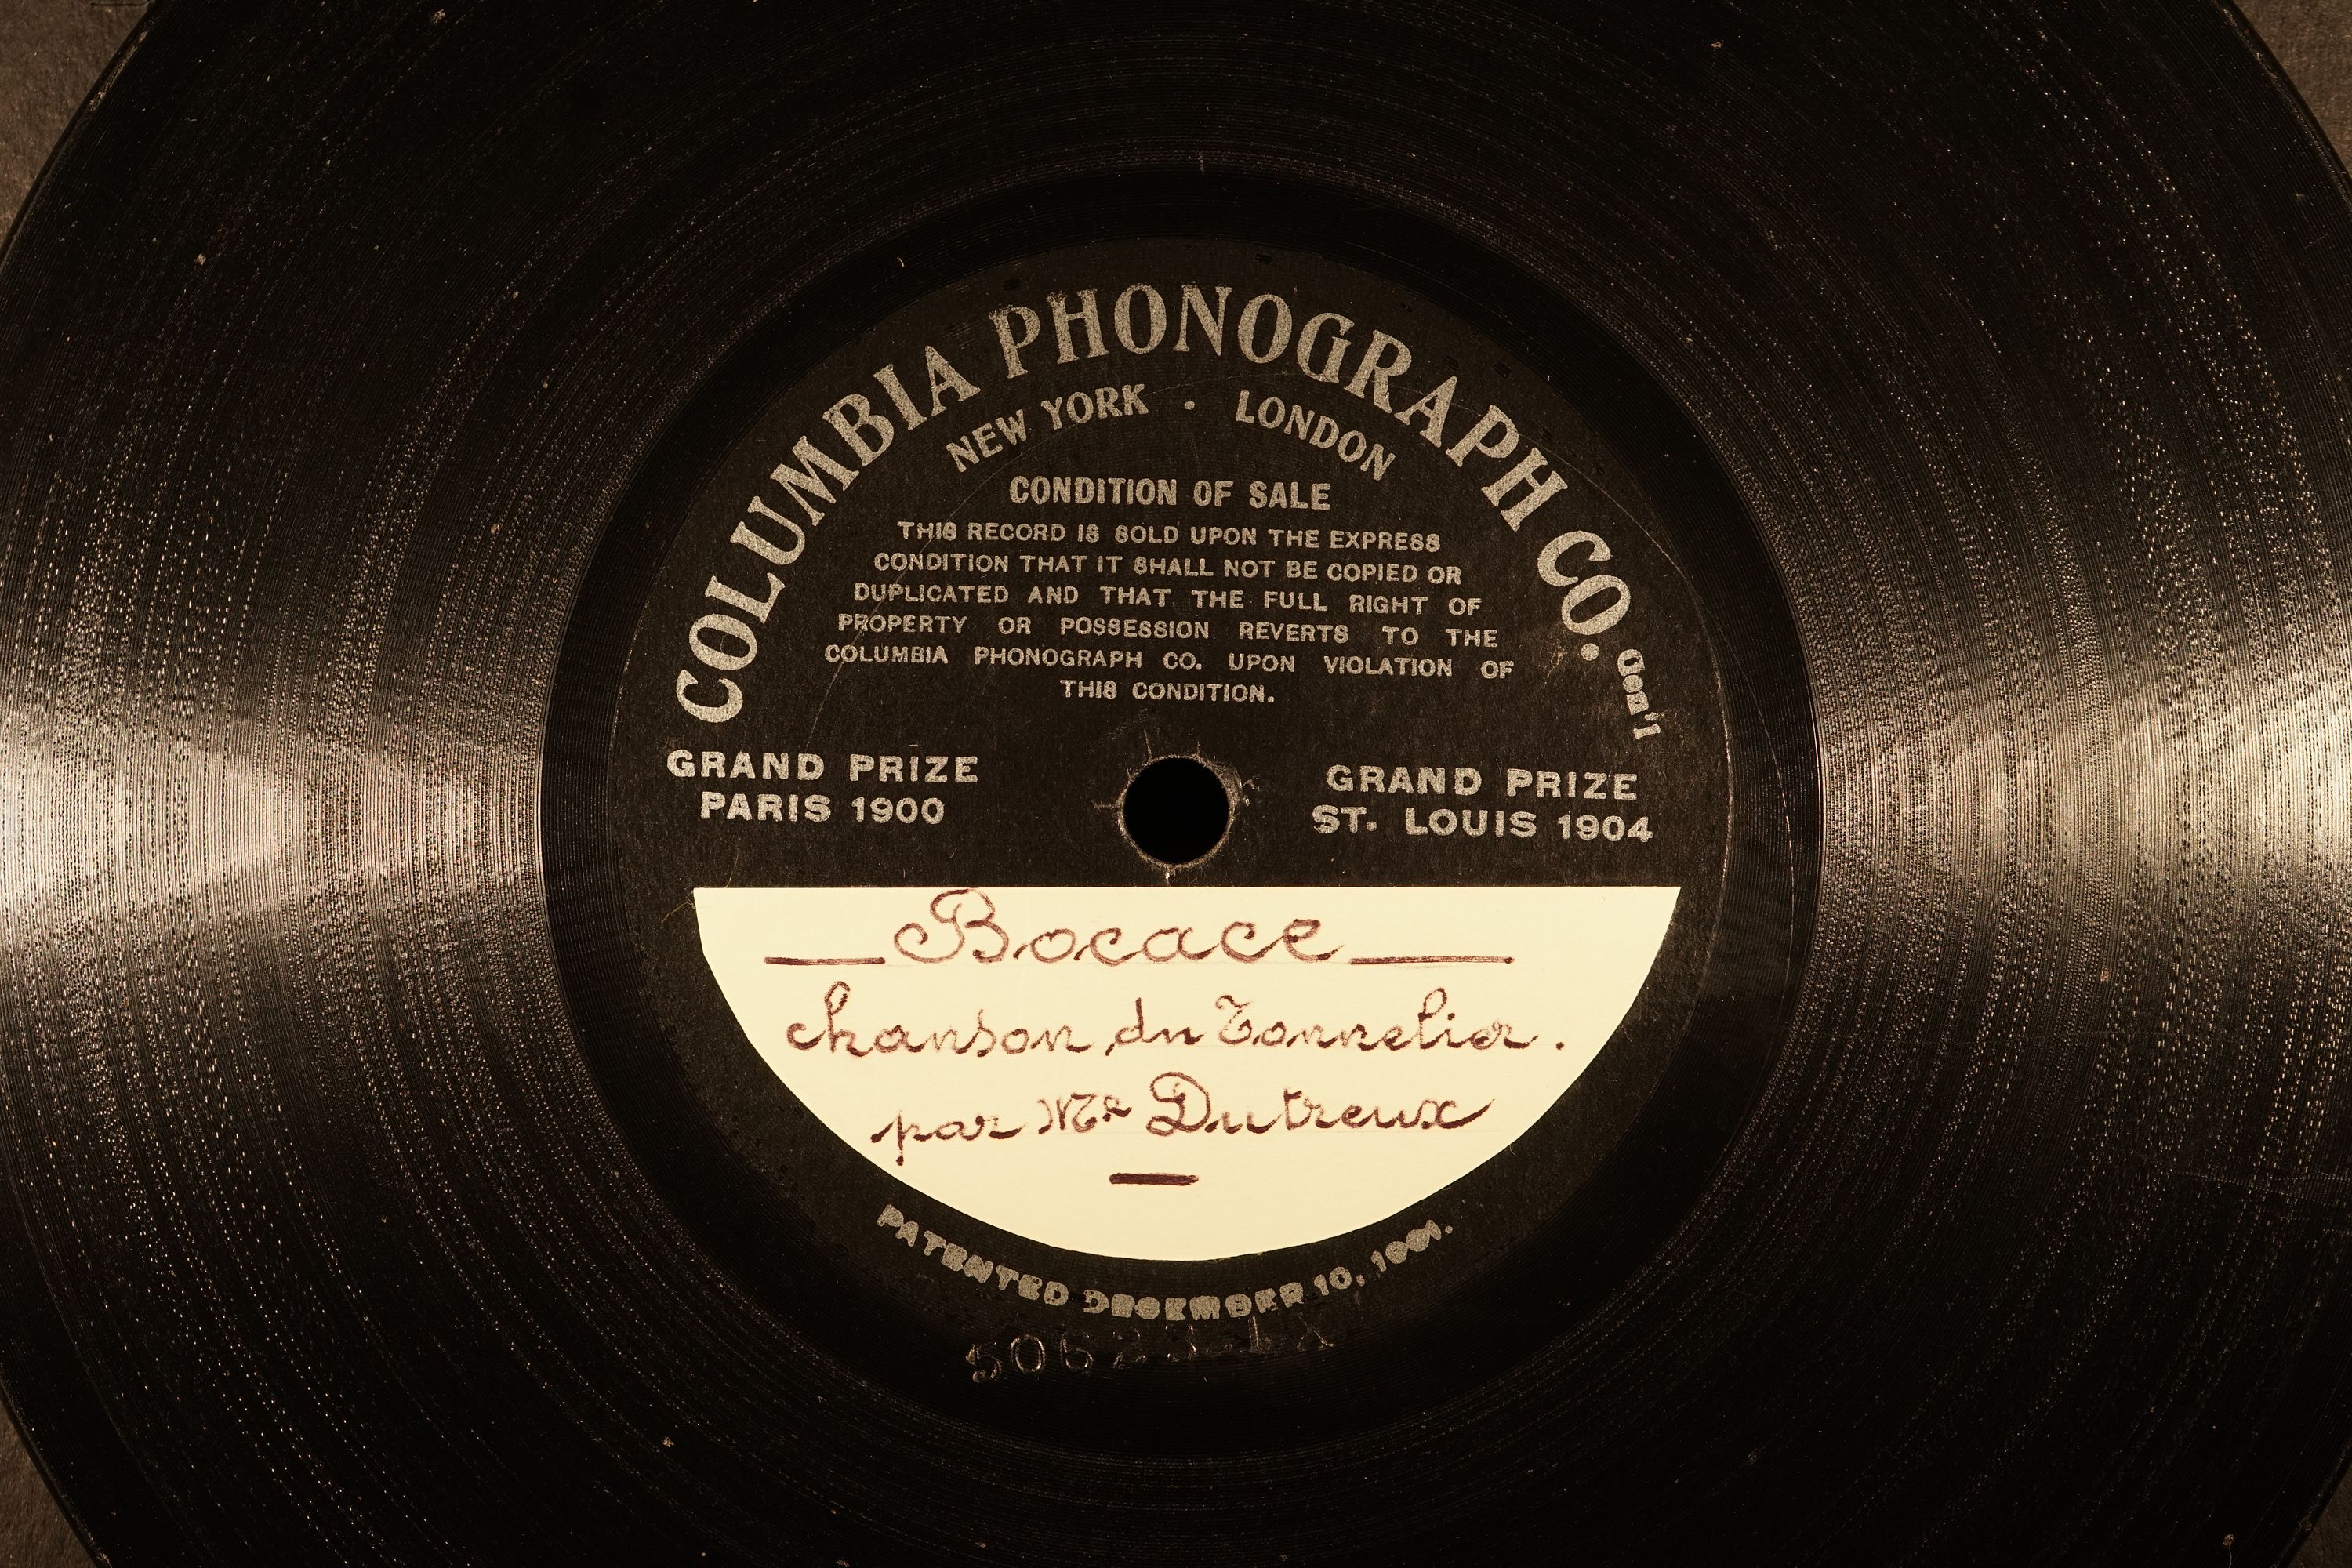 COLUMBIA PHONOGRAPH CO. Gen'l
NEW YORK · LONDON
CONDITION OF SALE
THIS RECORD IS SOLD UPON THE EXPRESS
CONDITION THAT IT SHALL NOT BE COPIED OR
DUPLICATED AND THAT THE FULL RIGHT OF
PROPERTY OR POSSESSION REVERTS TO THE
COLUMBIA PHONOGRAPH CO. UPON VIOLATION OF
THIS CONDITION.
GRAND PRIZE
PARIS 1900
GRAND PRIZE
ST. LOUIS 1904
Bocace
chanson du Tonnelier.
par Mr Dutreux
PATENTED DECEMBER 10, 1901.